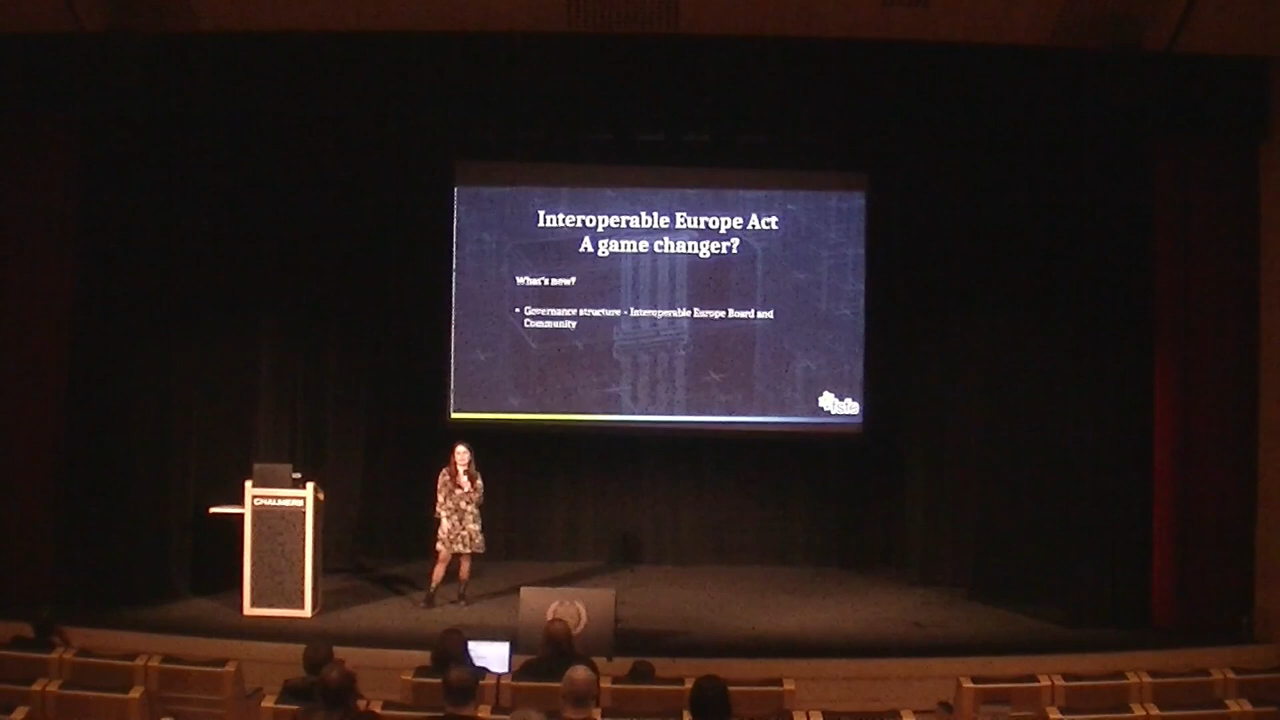 Interoperable Europe Act
A game changer?
What's new?
• Governance structure - Interoperable Europe Board and
Community
fsfe
CHALMERS